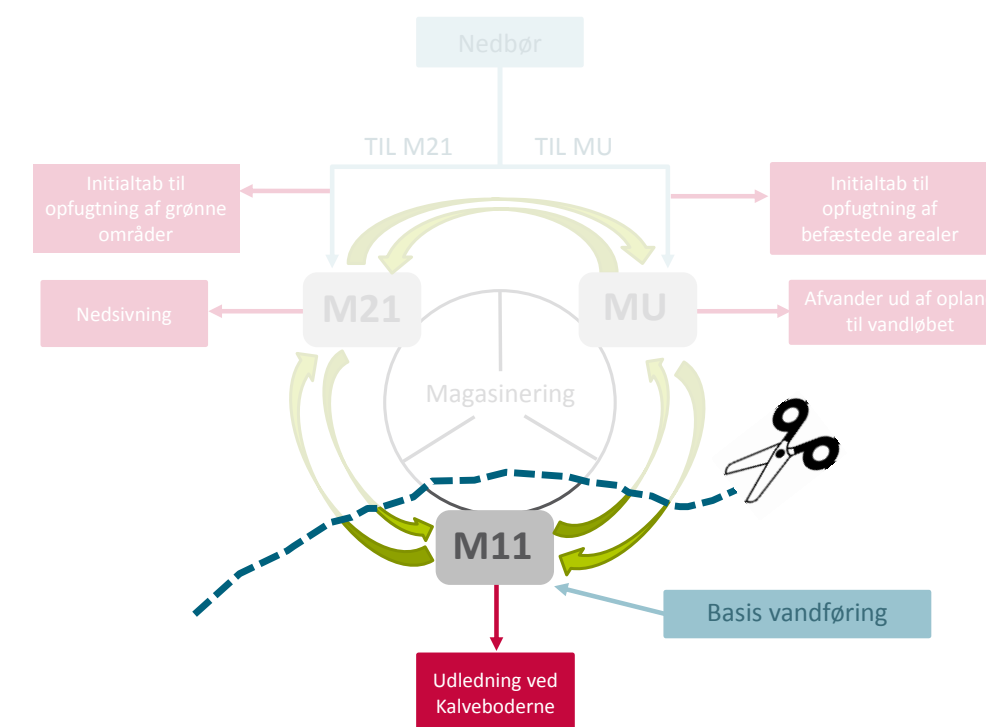 Nedbør
TIL M21
TIL MU
Initialtab til
opfugtning af grønne
områder
Initialtab til
opfugtning af
befæstede arealer
M21
MU
Nedsivning
Afvander ud af oplan
til vandløbet
Magasinering
M11
Basis vandføring
Udledning ved
Kalveboderne